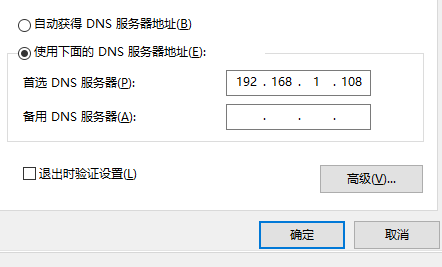 自动获得 DNS 服务器地址(B)
使用下面的 DNS 服务器地址(E):
首选 DNS 服务器(P): 192 . 168 . 1 . 108
备用 DNS 服务器(A): . . .
退出时验证设置(L) 高级(V)...
确定 取消